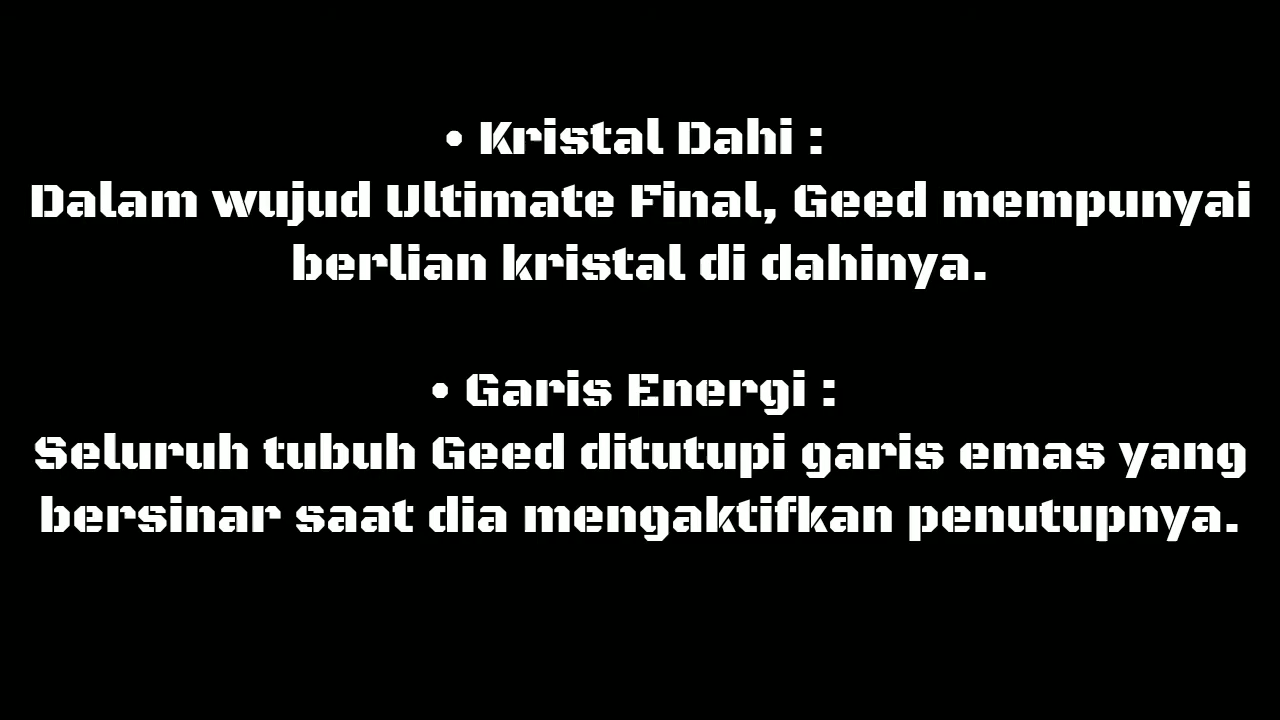 • Kristal Dahi :
Dalam wujud Ultimate Final, Geed mempunyai
berlian kristal di dahinya.
• Garis Energi :
Seluruh tubuh Geed ditutupi garis emas yang
bersinar saat dia mengaktifkan penutupnya.